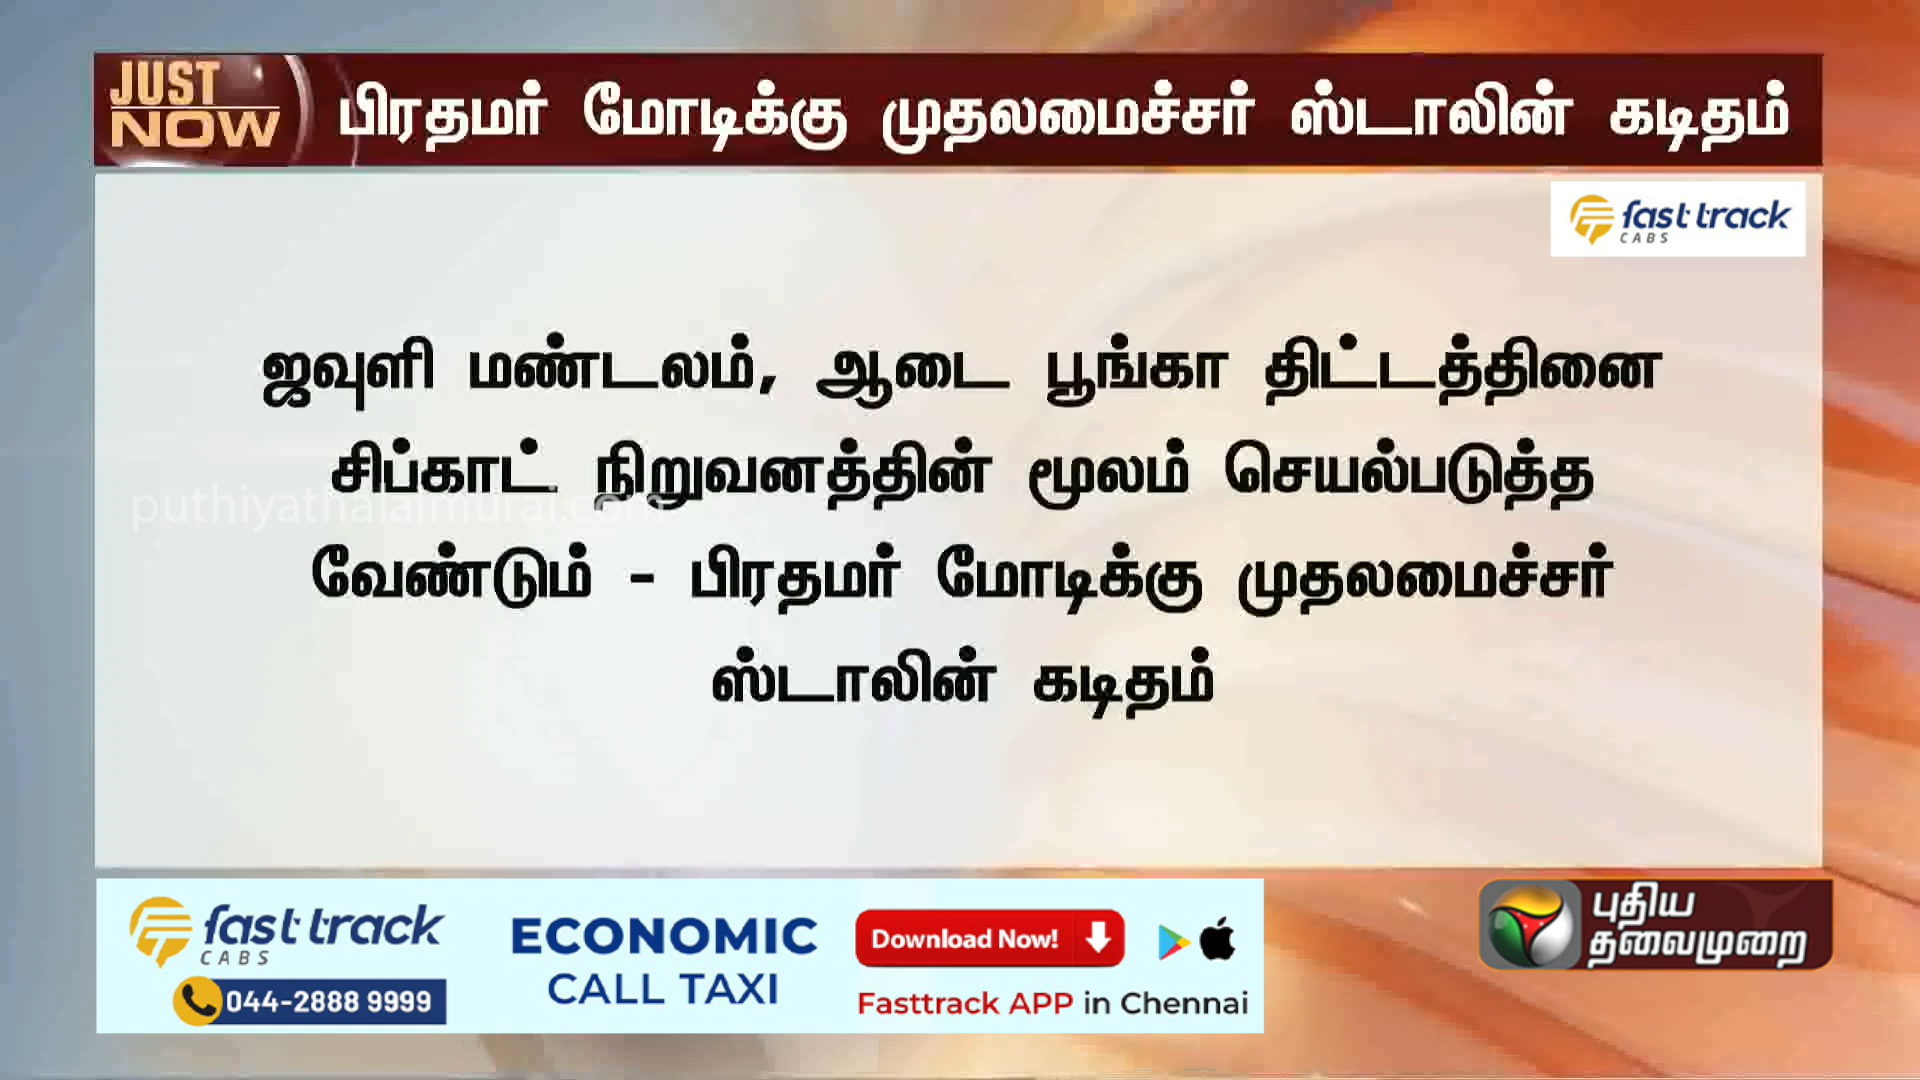 JUST
NOW
பிரதமர் மோடிக்கு முதலமைச்சர் ஸ்டாலின் கடிதம்
fast track
CABS
ஜவுளி மண்டலம், ஆடை பூங்கா திட்டத்தினை
சிப்காட் நிறுவனத்தின் மூலம் செயல்படுத்த
puthiyathalaimurai.com
வேண்டும் - பிரதமர் மோடிக்கு முதலமைச்சர்
ஸ்டாலின் கடிதம்
fast track
CABS
044-2888 9999
ECONOMIC
CALL TAXI
Download Now!
Fasttrack APP in Chennai
புதிய
தலைமுறை